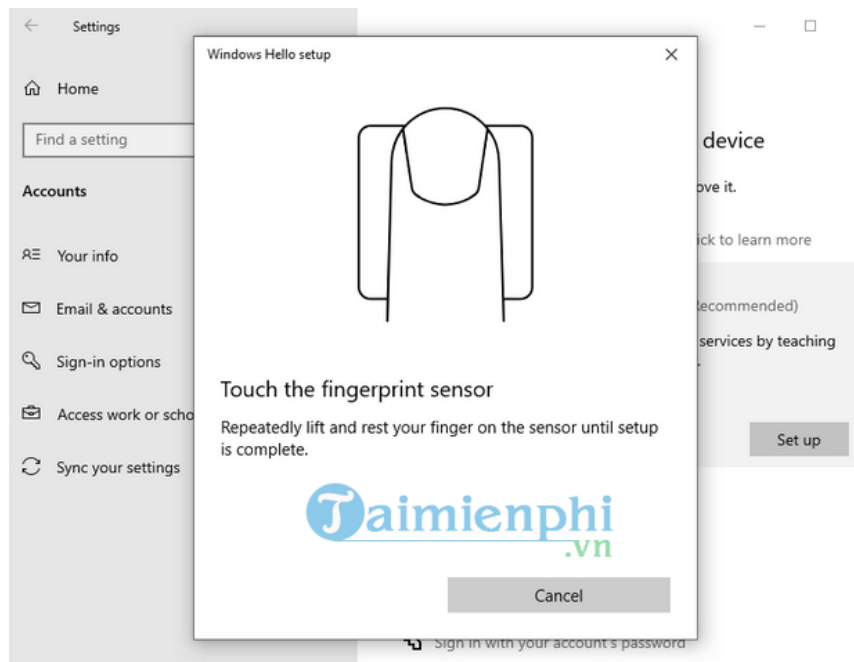 Settings
Home
Find a setting
Accounts
Your info
Email & accounts
Sign-in options
Access work or scho
Sync your settings
Windows Hello setup
Touch the fingerprint sensor
Repeatedly lift and rest your finger on the sensor until setup
is complete.
Taimienphi
.vn
Cancel
device
ove it.
ick to learn more
Recommended)
services by teaching
Set up
Sign in with your account's password